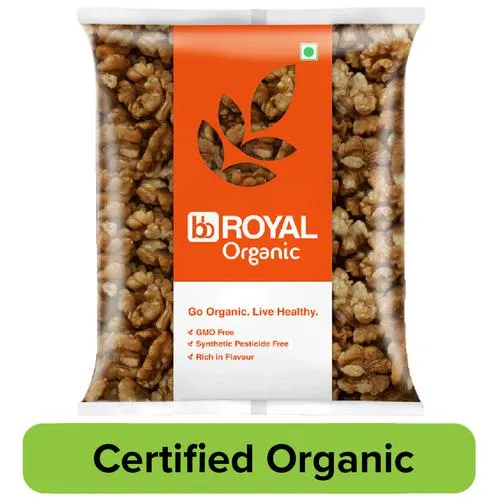 bb ROYAL
Organic
Go Organic. Live Healthy.
✓ GMO Free
✓ Synthetic Pesticide Free
✓ Rich in Flavour
Certified Organic